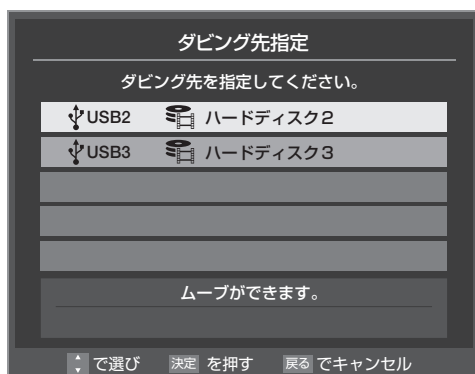 ダビング先指定
ダビング先を指定してください。
USB2 ハードディスク2
USB3 ハードディスク3
ムーブができます。
で選び 決定 を押す 戻る でキャンセル